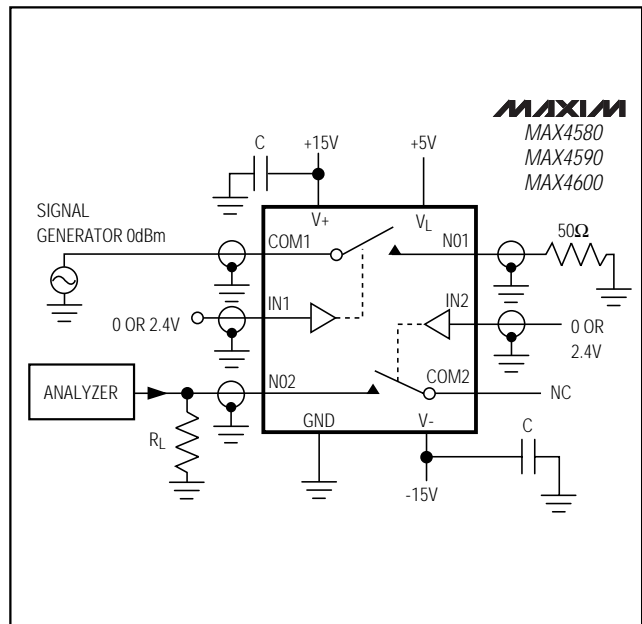 MAXIM
MAX4580
MAX4590
MAX4600
C
+15V
+5V
SIGNAL
GENERATOR 0dBm
V+
VL
50Ω
COM1
N01
IN1
IN2
0 OR 2.4V
0 OR
2.4V
ANALYZER
N02
COM2
NC
RL
GND
V-
C
-15V